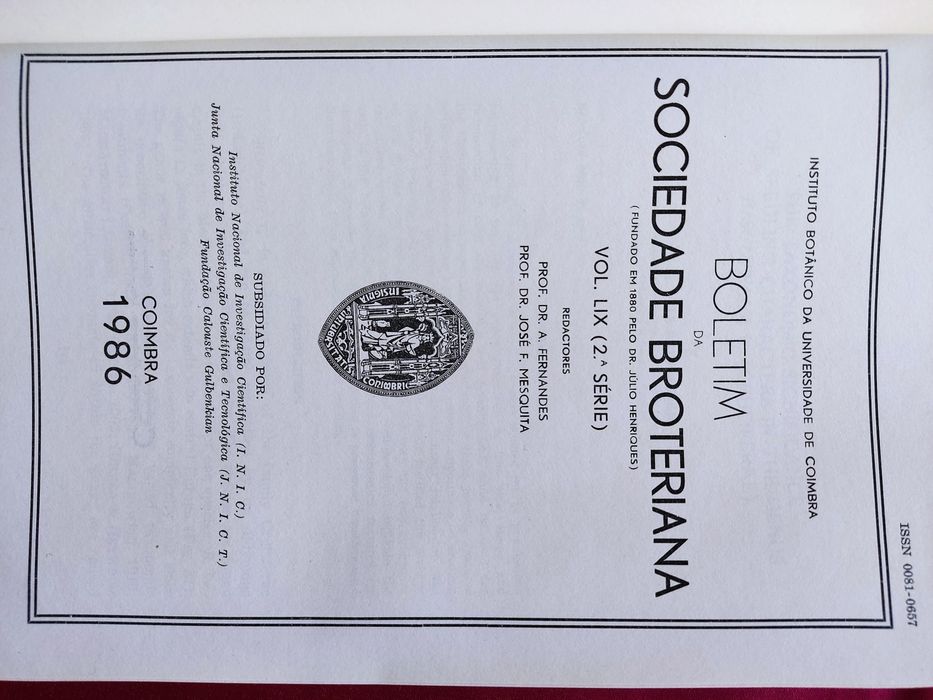 ISSN 0081-0657
INSTITUTO BOTÂNICO DA UNIVERSIDADE DE COIMBRA
BOLETIM
DA
SOCIEDADE BROTERIANA
(FUNDADO EM 1880 PELO DR. JÚLIO HENRIQUES)
VOL. LIX (2.ª SÉRIE)
REDACTORES
PROF. DR. A. FERNANDES
PROF. DR. JOSÉ F. MESQUITA
INSIGNIA
CONIMBRIG
SUBSIDIADO POR:
Instituto Nacional de Investigação Científica (I. N. I. C.)
Junta Nacional de Investigação Científica e Tecnológica (J. N. I. C. T.)
Fundação Calouste Gulbenkian
COIMBRA
1986